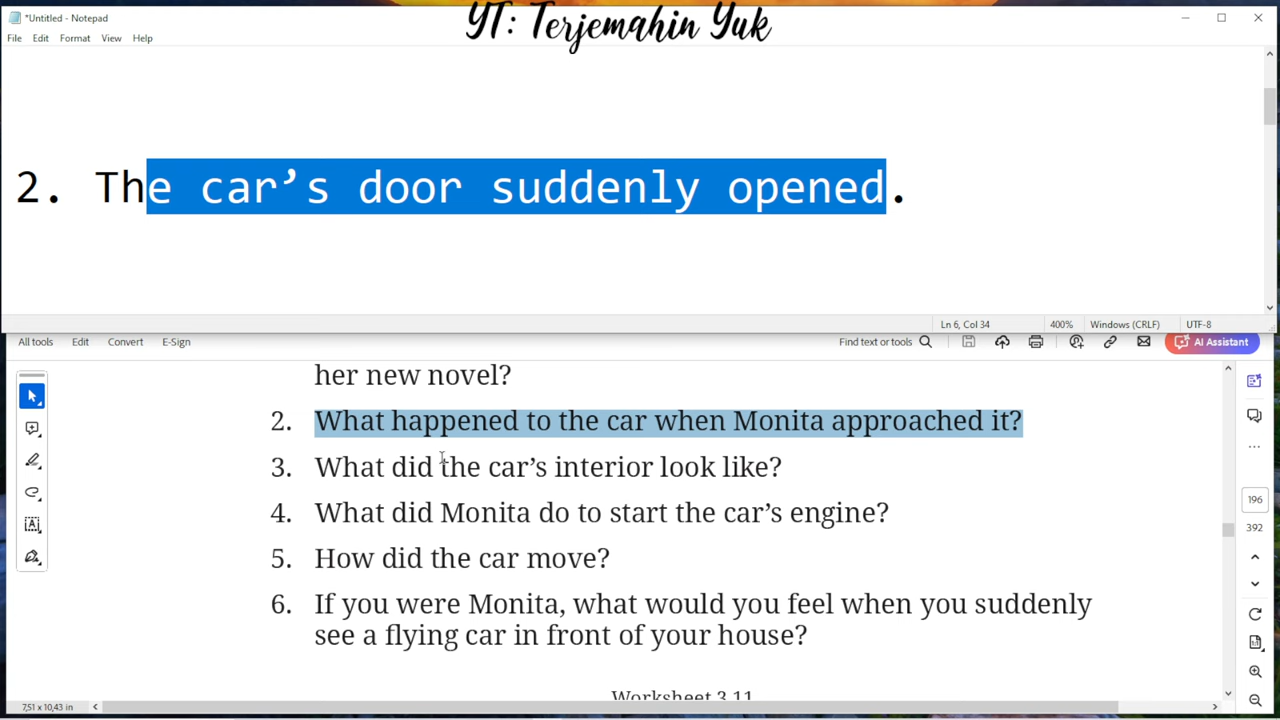 *Untitled - Notepad
YT: Terjemahin Yuk
File Edit Format View Help
2. The car’s door suddenly opened.
Ln 6, Col 34 400% Windows (CRLF) UTF-8
All tools Edit Convert E-Sign Find text or tools AI Assistant
her new novel?
2. What happened to the car when Monita approached it?
3. What did the car’s interior look like?
4. What did Monita do to start the car’s engine?
5. How did the car move?
6. If you were Monita, what would you feel when you suddenly
see a flying car in front of your house?
196
392
Worksheet 3.11
7,51 x 10,43 in